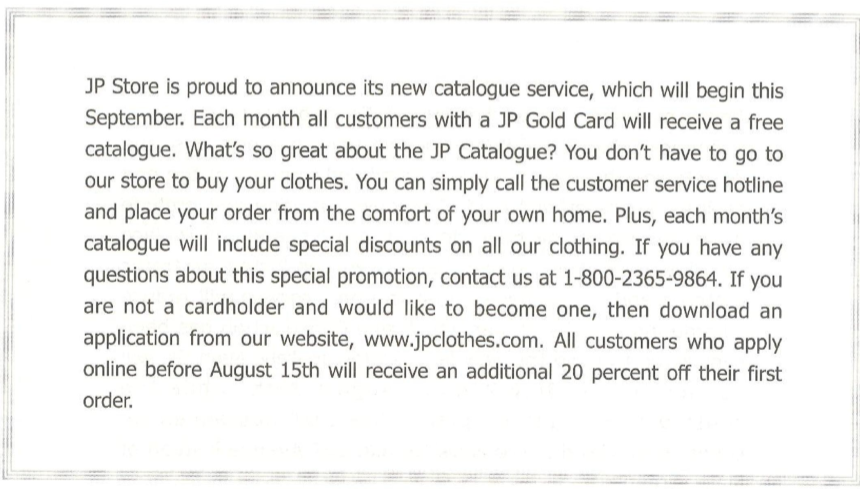 JP Store is proud to announce its new catalogue service, which will begin this
September. Each month all customers with a JP Gold Card will receive a free
catalogue. What's so great about the JP Catalogue? You don't have to go to
our store to buy your clothes. You can simply call the customer service hotline
and place your order from the comfort of your own home. Plus, each month's
catalogue will include special discounts on all our clothing. If you have any
questions about this special promotion, contact us at 1-800-2365-9864. If you
are not a cardholder and would like to become one, then download an
application from our website, www.jpclothes.com. All customers who apply
online before August 15th will receive an additional 20 percent off their first
order.